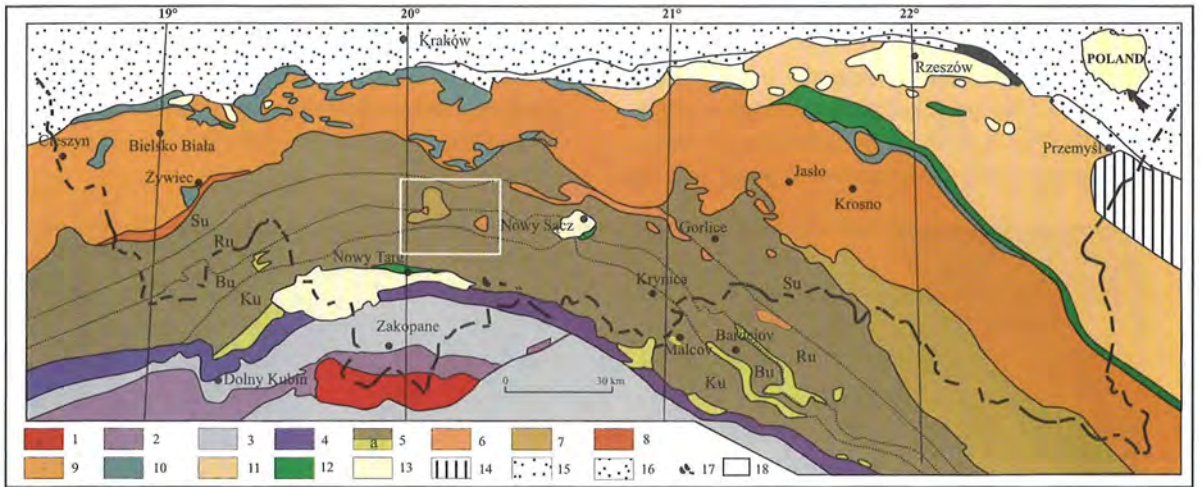 19° 20° 21° 22°
Kraków
Rzeszów
POLAND
Cieszyn
Bielsko Biała
Przemyśl
Żywiec
Jasło
Krosno
Su
Nowy Sącz
Gorlice
Ru
Nowy Targ
Bu
Krynica
Su
Ku
Zakopane
Bardejov
Malcov
Ru
Dolny Kubin
Bu
Ku
0 30 km
1 2 3 4 5 6 7 8
a
9 10 11 12 13 14 15 16 17 18